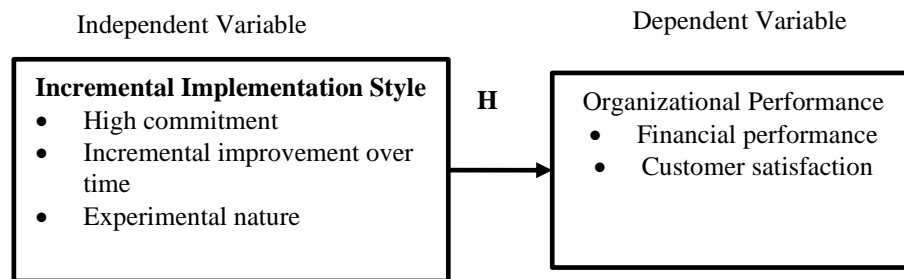 Independent Variable
Dependent Variable
Incremental Implementation Style
• High commitment
• Incremental improvement over
time
• Experimental nature
H
Organizational Performance
• Financial performance
• Customer satisfaction